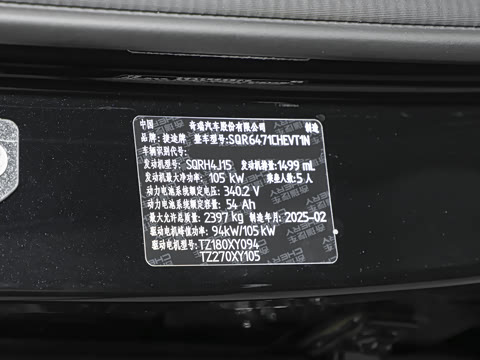 中国 奇瑞汽车股份有限公司 制造
品牌:捷途牌 整车型号:SQR6471CHEVT1N
车辆识别代号:
发动机型号:SQRH4J15 发动机排量:1499 mL
发动机最大净功率:105 kW 乘坐人数:5人
动力电池系统额定电压:340.2 V
动力电池系统额定容量:54 Ah
最大允许总质量:2397 kg 制造年月:2025-02
驱动电机峰值功率:94kW/105 kW
驱动电机型号:TZ180XY094
TZ270XY105